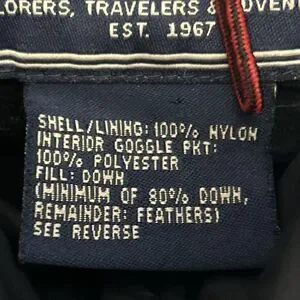 LORERS, TRAVELERS &
EST. 1967
SHELL/LINING: 100% NYLON
INTERIOR GOGGLE PKT:
100% POLYESTER
FILL: DOWN
(MINIMUM OF 80% DOWN,
REMAINDER: FEATHERS)
SEE REVERSE